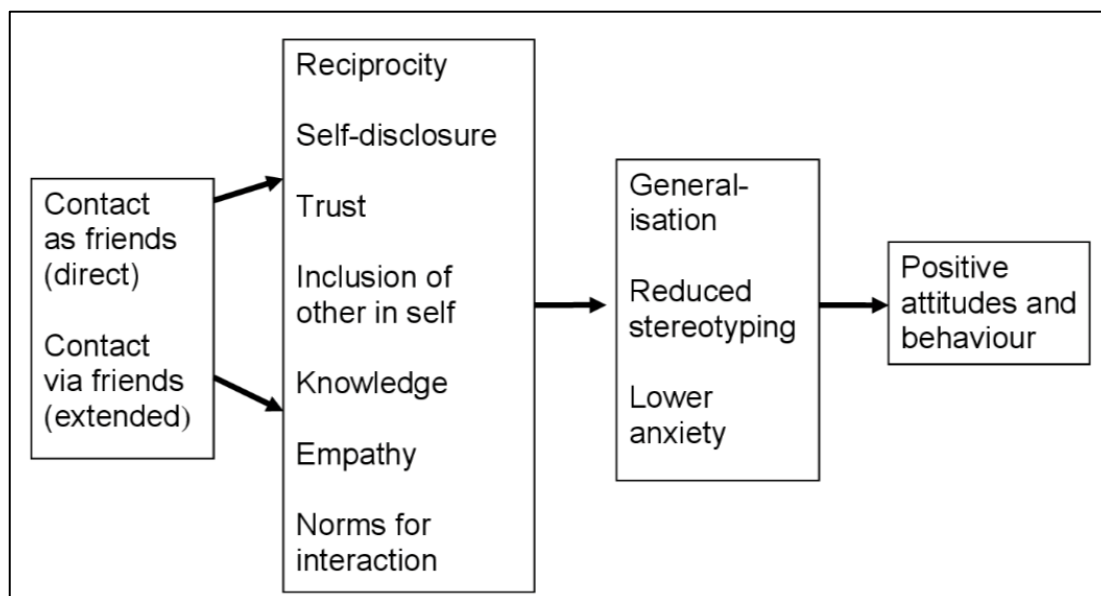 Contact
as friends
(direct)
Contact
via friends
(extended)
Reciprocity
Self-disclosure
Trust
Inclusion of
other in self
Knowledge
Empathy
Norms for
interaction
General-
isation
Reduced
stereotyping
Lower
anxiety
Positive
attitudes and
behaviour